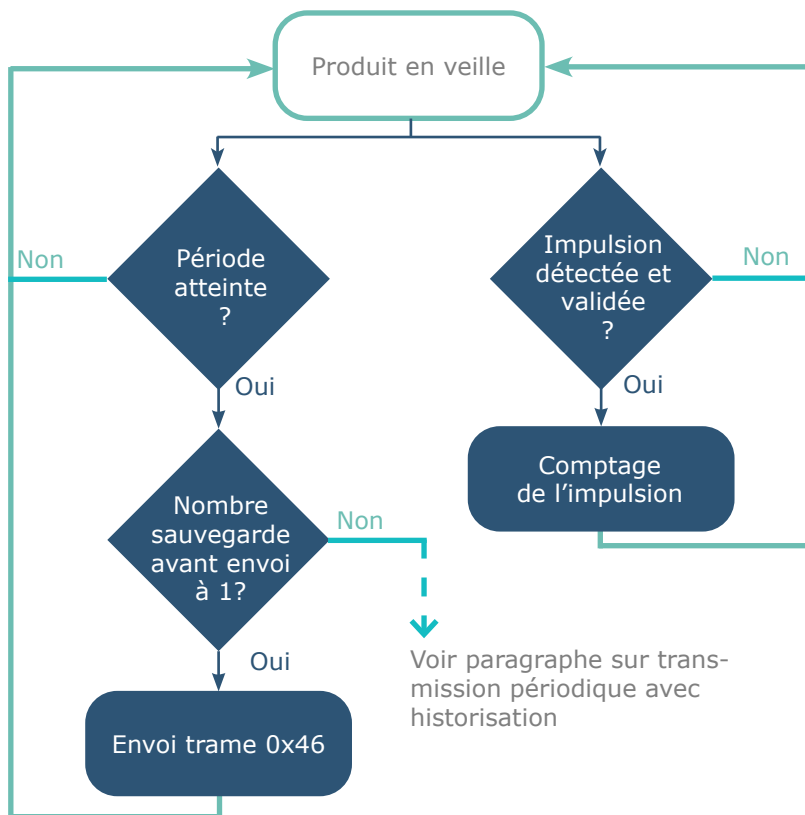 Produit en veille
Non
Période
atteinte
?
Impulsion
détectée et
validée
?
Non
Oui
Oui
Nombre
sauvegarde
avant envoi
à 1?
Non
Comptage
de l’impulsion
Oui
Voir paragraphe sur trans-
mission périodique avec
historisation
Envoi trame 0x46